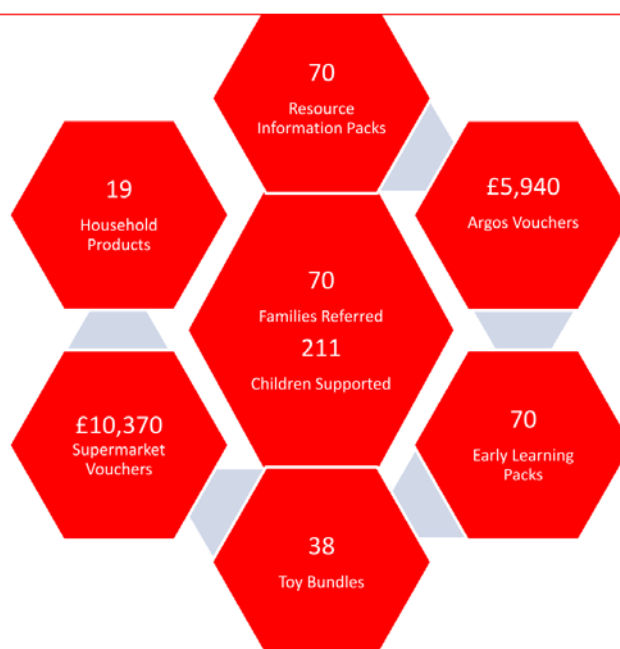 70
Resource
Information Packs
19
Household
Products
£5,940
Argos Vouchers
70
Families Referred
211
Children Supported
£10,370
Supermarket
Vouchers
70
Early Learning
Packs
38
Toy Bundles